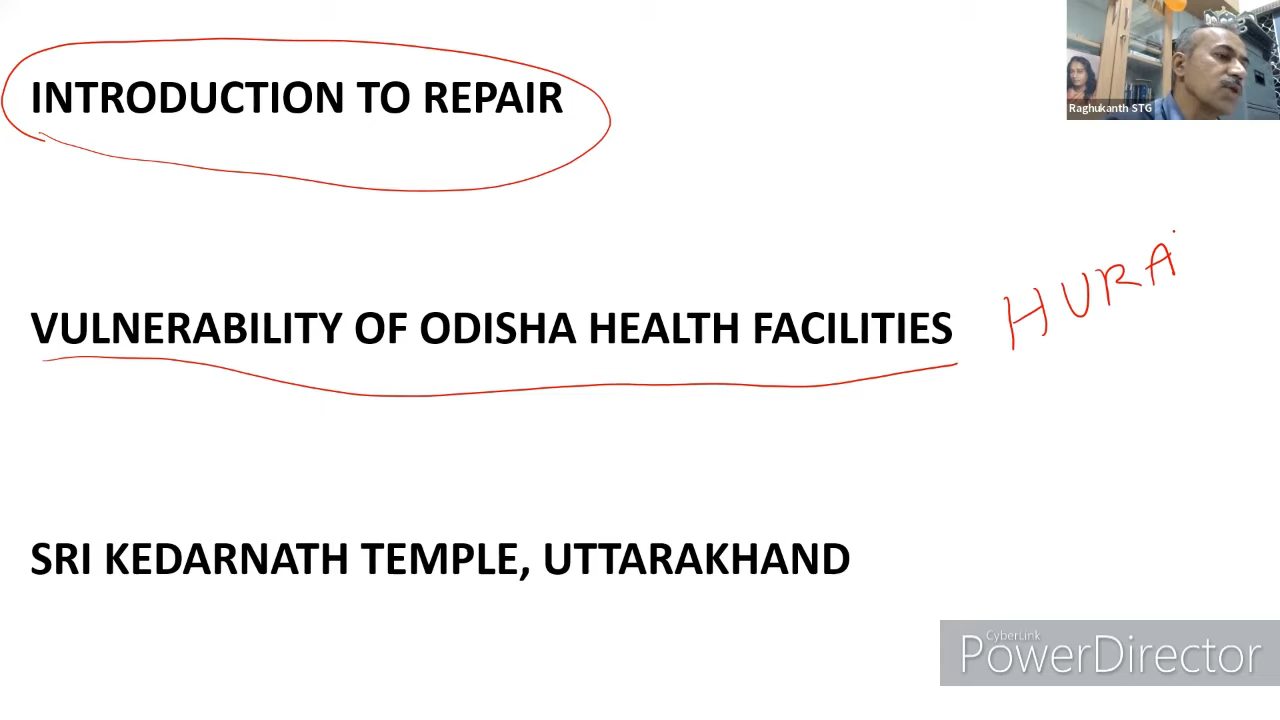 INTRODUCTION TO REPAIR
Raghukanth STG
VULNERABILITY OF ODISHA HEALTH FACILITIES
HURA
SRI KEDARNATH TEMPLE, UTTARAKHAND
CyberLink
PowerDirector